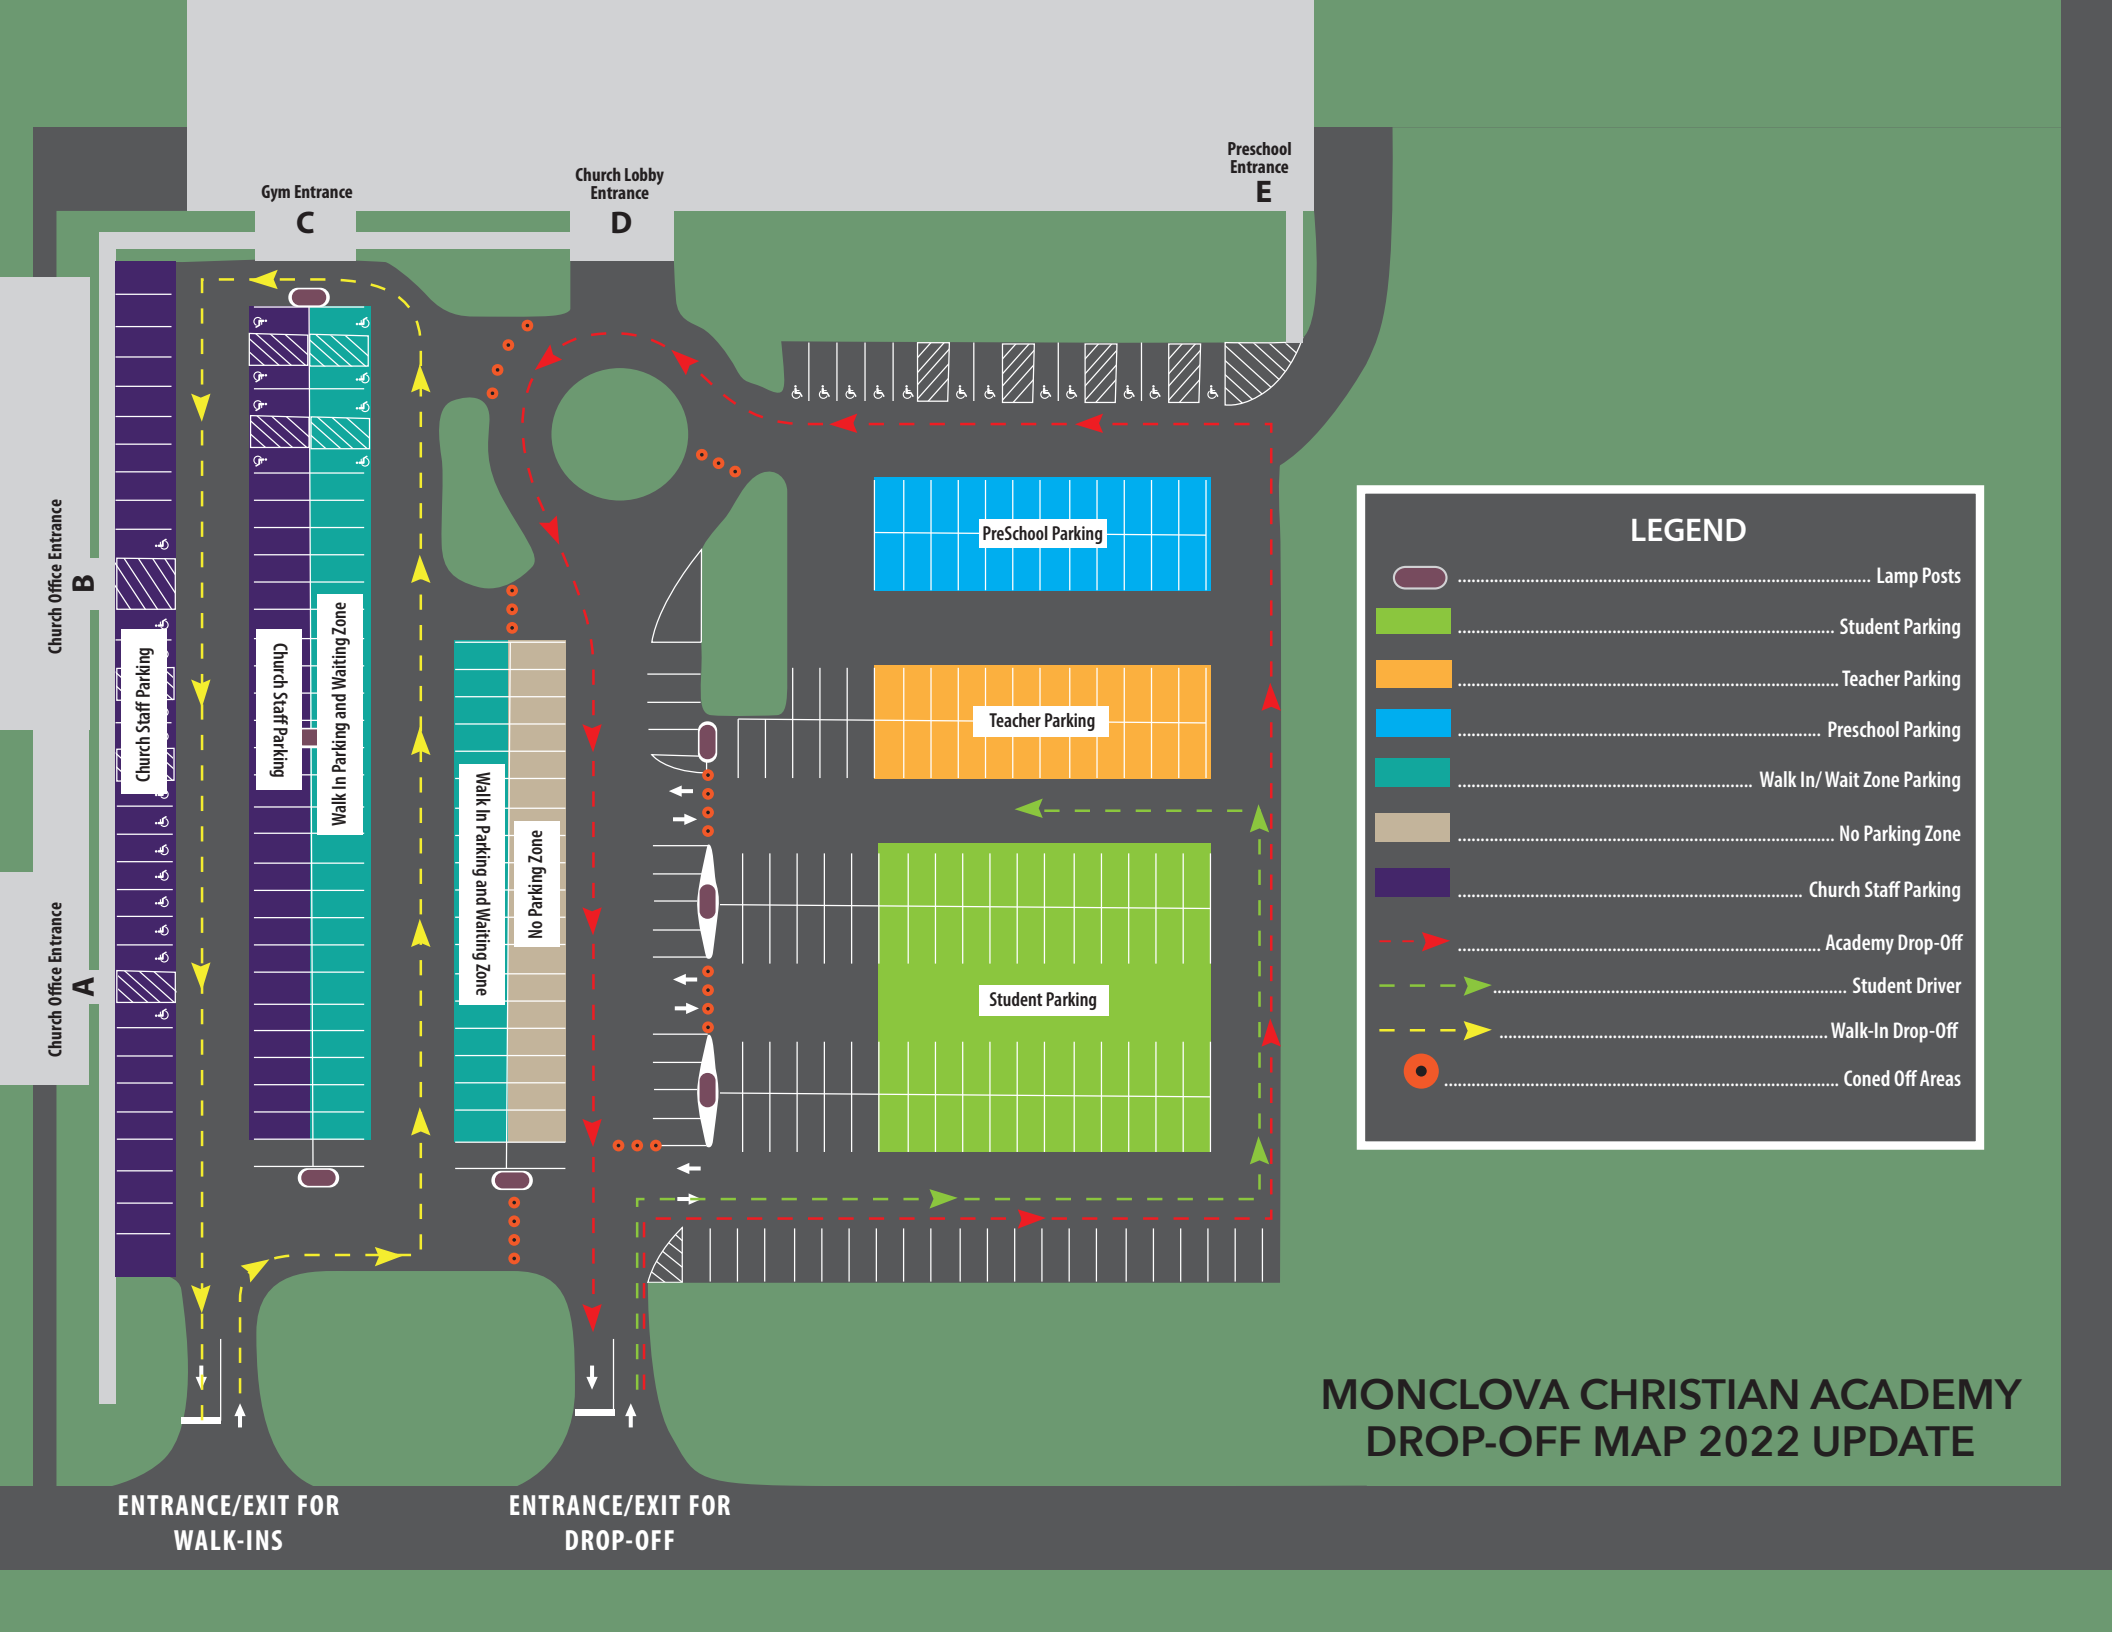 Preschool
Entrance
E
Church Lobby
Entrance
D
Gym Entrance
C
Church Office Entrance
B
Church Office Entrance
A
Church Staff Parking
Church Staff Parking
Walk In Parking and Waiting Zone
Walk In Parking and Waiting Zone
No Parking Zone
PreSchool Parking
Teacher Parking
Student Parking
LEGEND
Lamp Posts
Student Parking
Teacher Parking
Preschool Parking
Walk In/ Wait Zone Parking
No Parking Zone
Church Staff Parking
Academy Drop-Off
Student Driver
Walk-In Drop-Off
Coned Off Areas
MONCLOVA CHRISTIAN ACADEMY
DROP-OFF MAP 2022 UPDATE
ENTRANCE/EXIT FOR
WALK-INS
ENTRANCE/EXIT FOR
DROP-OFF